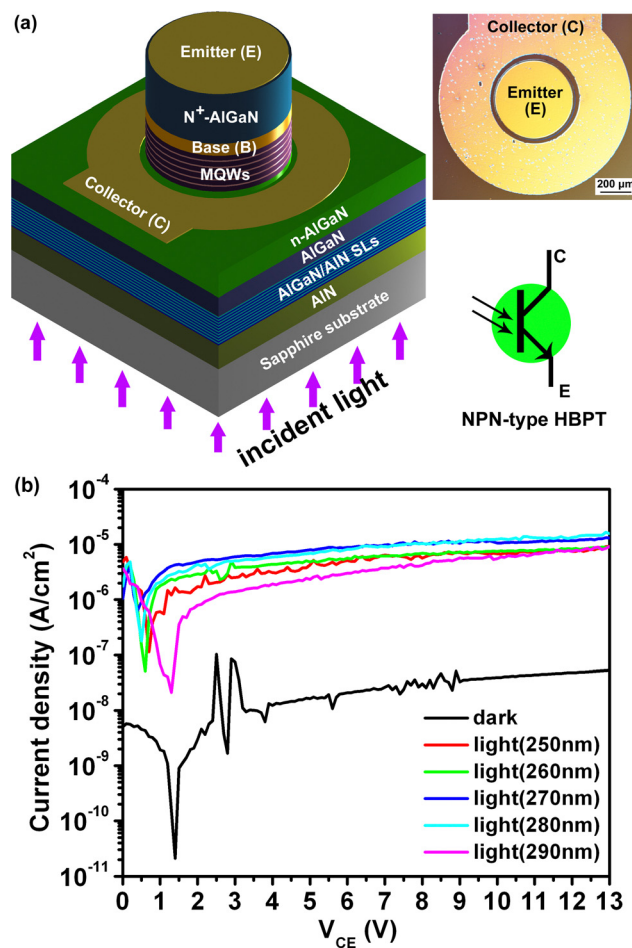 (a)
Emitter (E)
N⁺-AlGaN
Base (B)
MQWs
Collector (C)
n-AlGaN
AlGaN
AlGaN/AlN SLs
AlN
Sapphire substrate
incident light
Collector (C)
Emitter
(E)
200 μm
C
E
NPN-type HBPT
(b)
10⁻⁴
10⁻⁵
10⁻⁶
10⁻⁷
10⁻⁸
10⁻⁹
10⁻¹⁰
10⁻¹¹
Current density (A/cm²)
dark
light(250nm)
light(260nm)
light(270nm)
light(280nm)
light(290nm)
0 1 2 3 4 5 6 7 8 9 10 11 12 13
V_CE (V)